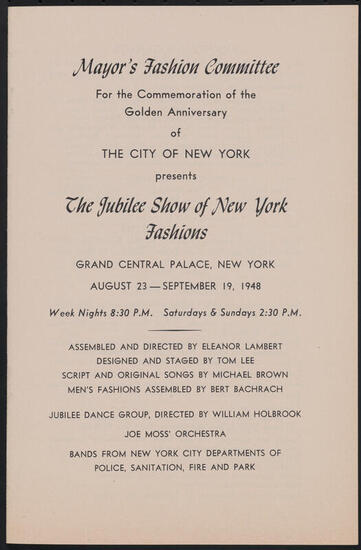 Mayor's Fashion Committee
For the Commemoration of the
Golden Anniversary
of
THE CITY OF NEW YORK
presents
The Jubilee Show of New York
Fashions
GRAND CENTRAL PALACE, NEW YORK
AUGUST 23 — SEPTEMBER 19, 1948
Week Nights 8:30 P.M. Saturdays & Sundays 2:30 P.M.
ASSEMBLED AND DIRECTED BY ELEANOR LAMBERT
DESIGNED AND STAGED BY TOM LEE
SCRIPT AND ORIGINAL SONGS BY MICHAEL BROWN
MEN'S FASHIONS ASSEMBLED BY BERT BACHRACH
JUBILEE DANCE GROUP, DIRECTED BY WILLIAM HOLBROOK
JOE MOSS' ORCHESTRA
BANDS FROM NEW YORK CITY DEPARTMENTS OF
POLICE, SANITATION, FIRE AND PARK